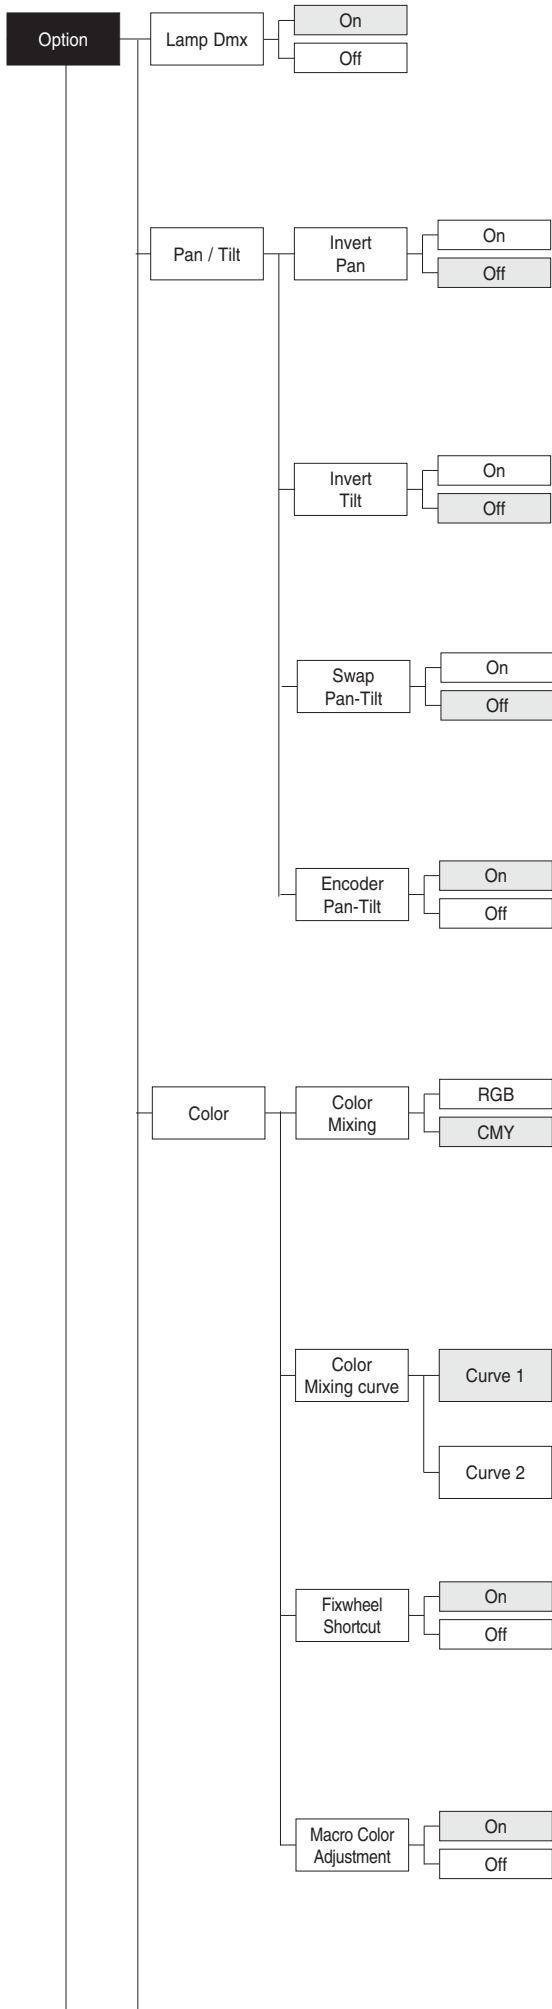 Option
Lamp Dmx
On
Off
Pan / Tilt
Invert
Pan
On
Off
Invert
Tilt
On
Off
Swap
Pan-Tilt
On
Off
Encoder
Pan-Tilt
On
Off
Color
Color
Mixing
RGB
CMY
Color
Mixing curve
Curve 1
Curve 2
Fixwheel
Shortcut
On
Off
Macro Color
Adjustment
On
Off